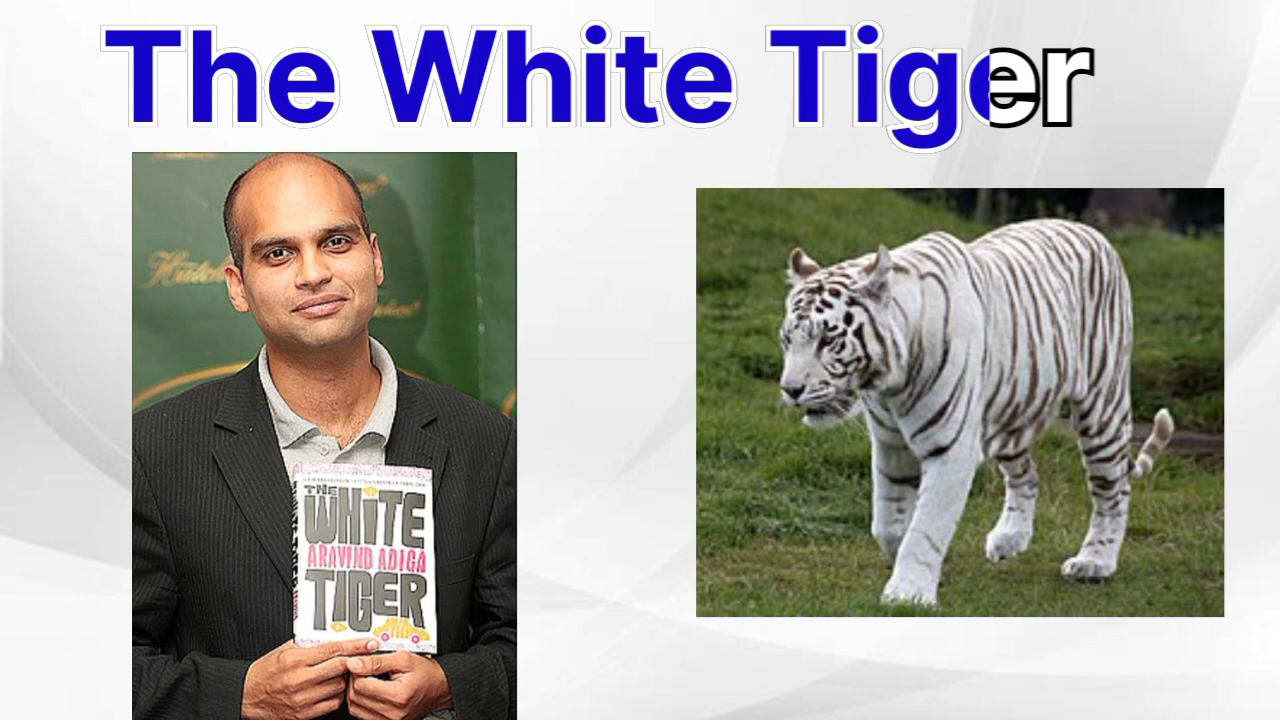 The White Tiger
THE
WHITE
ARAVIND ADIGA
TIGER